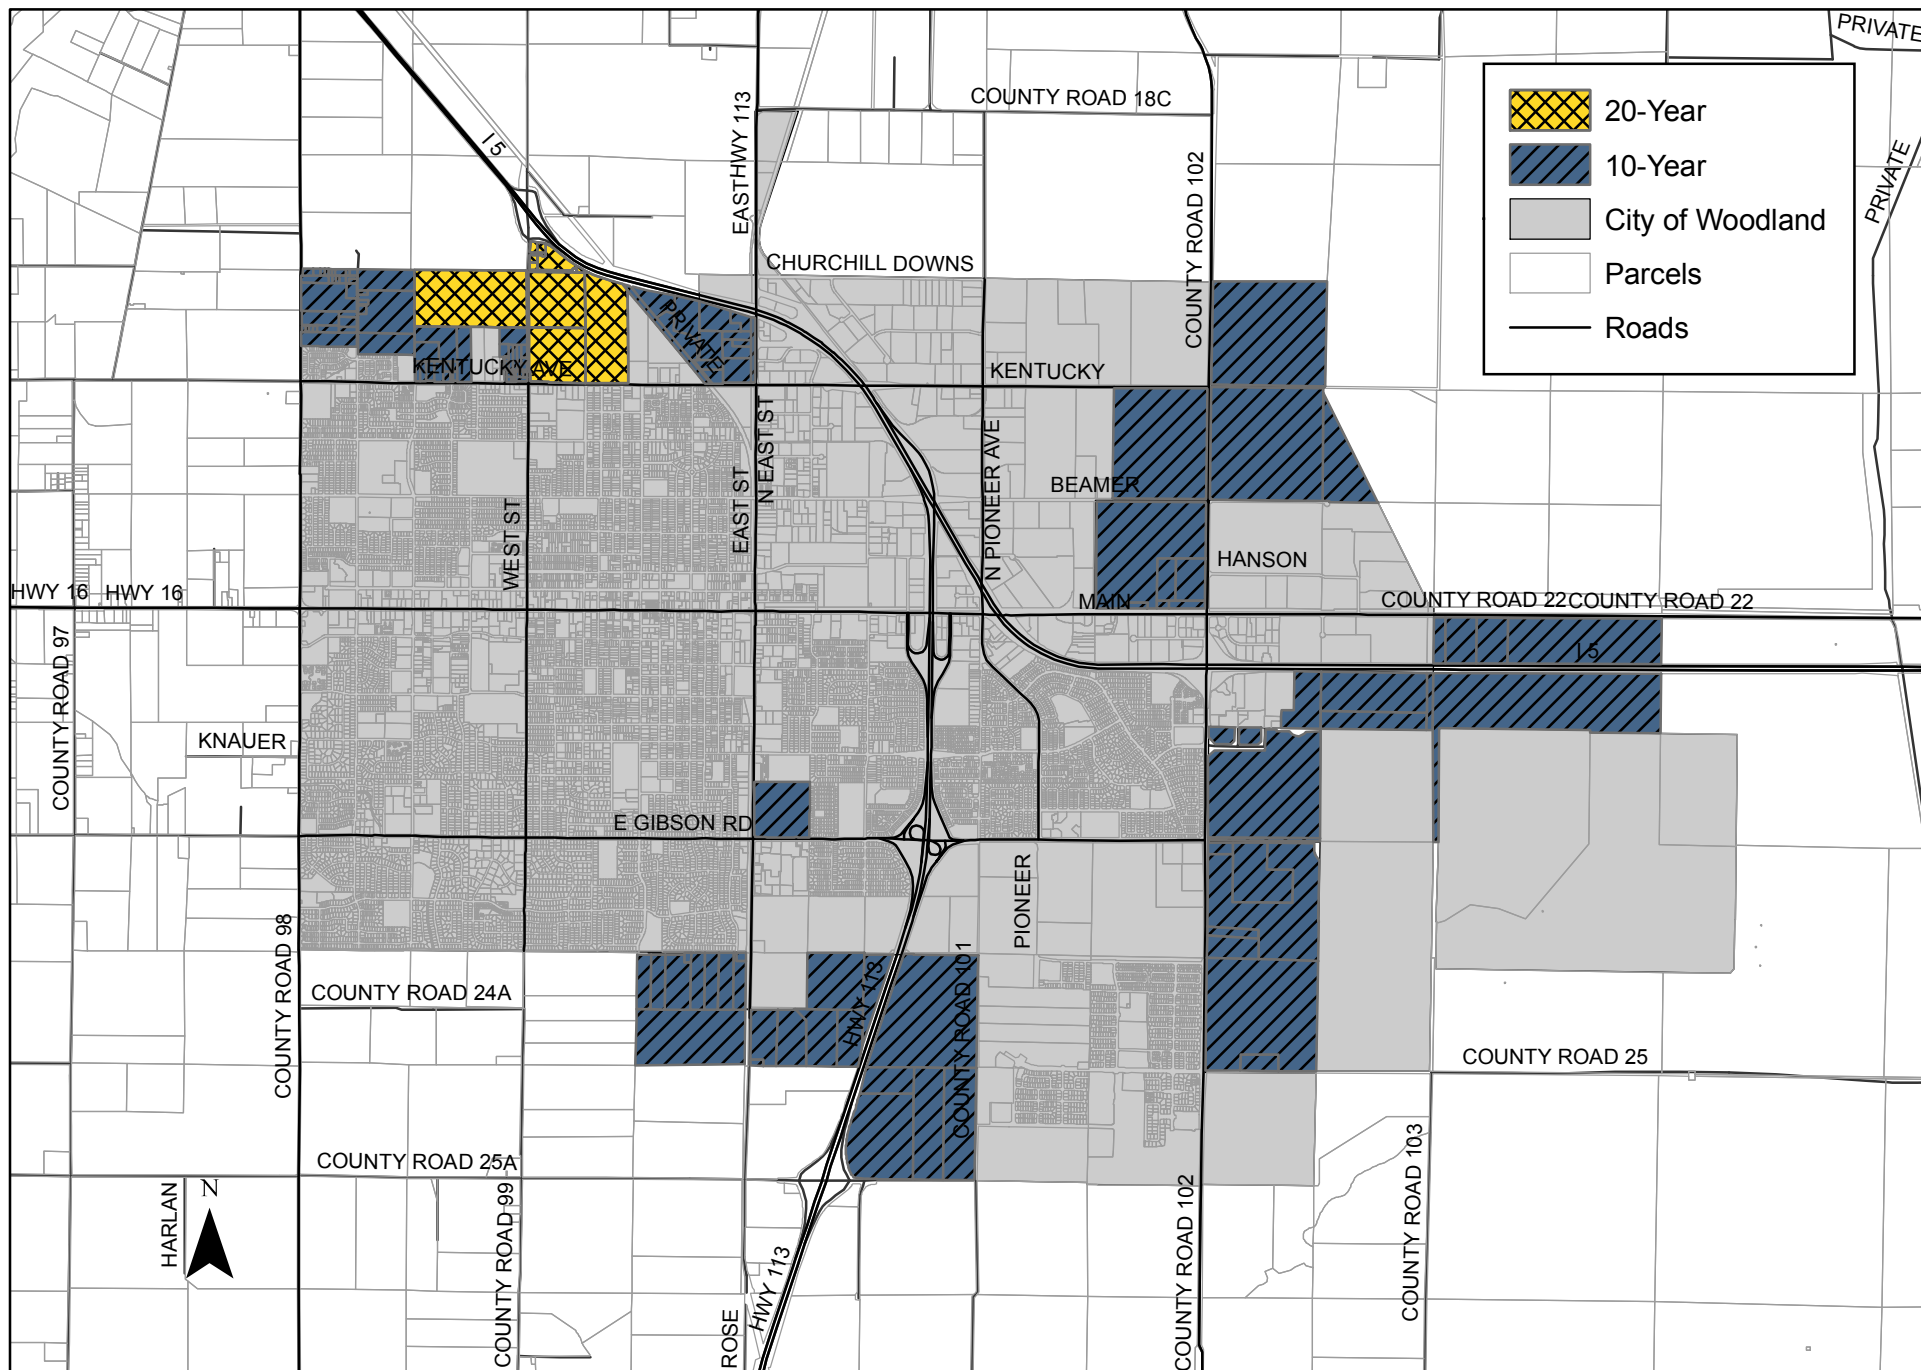 PRIVATE
COUNTY ROAD 18C
20-Year
10-Year
City of Woodland
Parcels
Roads
I 5
EAST
HWY 113
COUNTY ROAD 102
PRIVATE
CHURCHILL DOWNS
PRIVATE
KENTUCKY AVE
KENTUCKY
WEST ST
EAST ST
N EAST ST
N PIONEER AVE
BEAMER
HANSON
HWY 16
HWY 16
MAIN
COUNTY ROAD 22
COUNTY ROAD 22
I 5
COUNTY ROAD 97
KNAUER
E GIBSON RD
PIONEER
COUNTY ROAD 98
COUNTY ROAD 24A
HWY 113
COUNTY ROAD 101
COUNTY ROAD 25
COUNTY ROAD 25A
HARLAN
N
COUNTY ROAD 99
ROSE
HWY 113
COUNTY ROAD 102
COUNTY ROAD 103